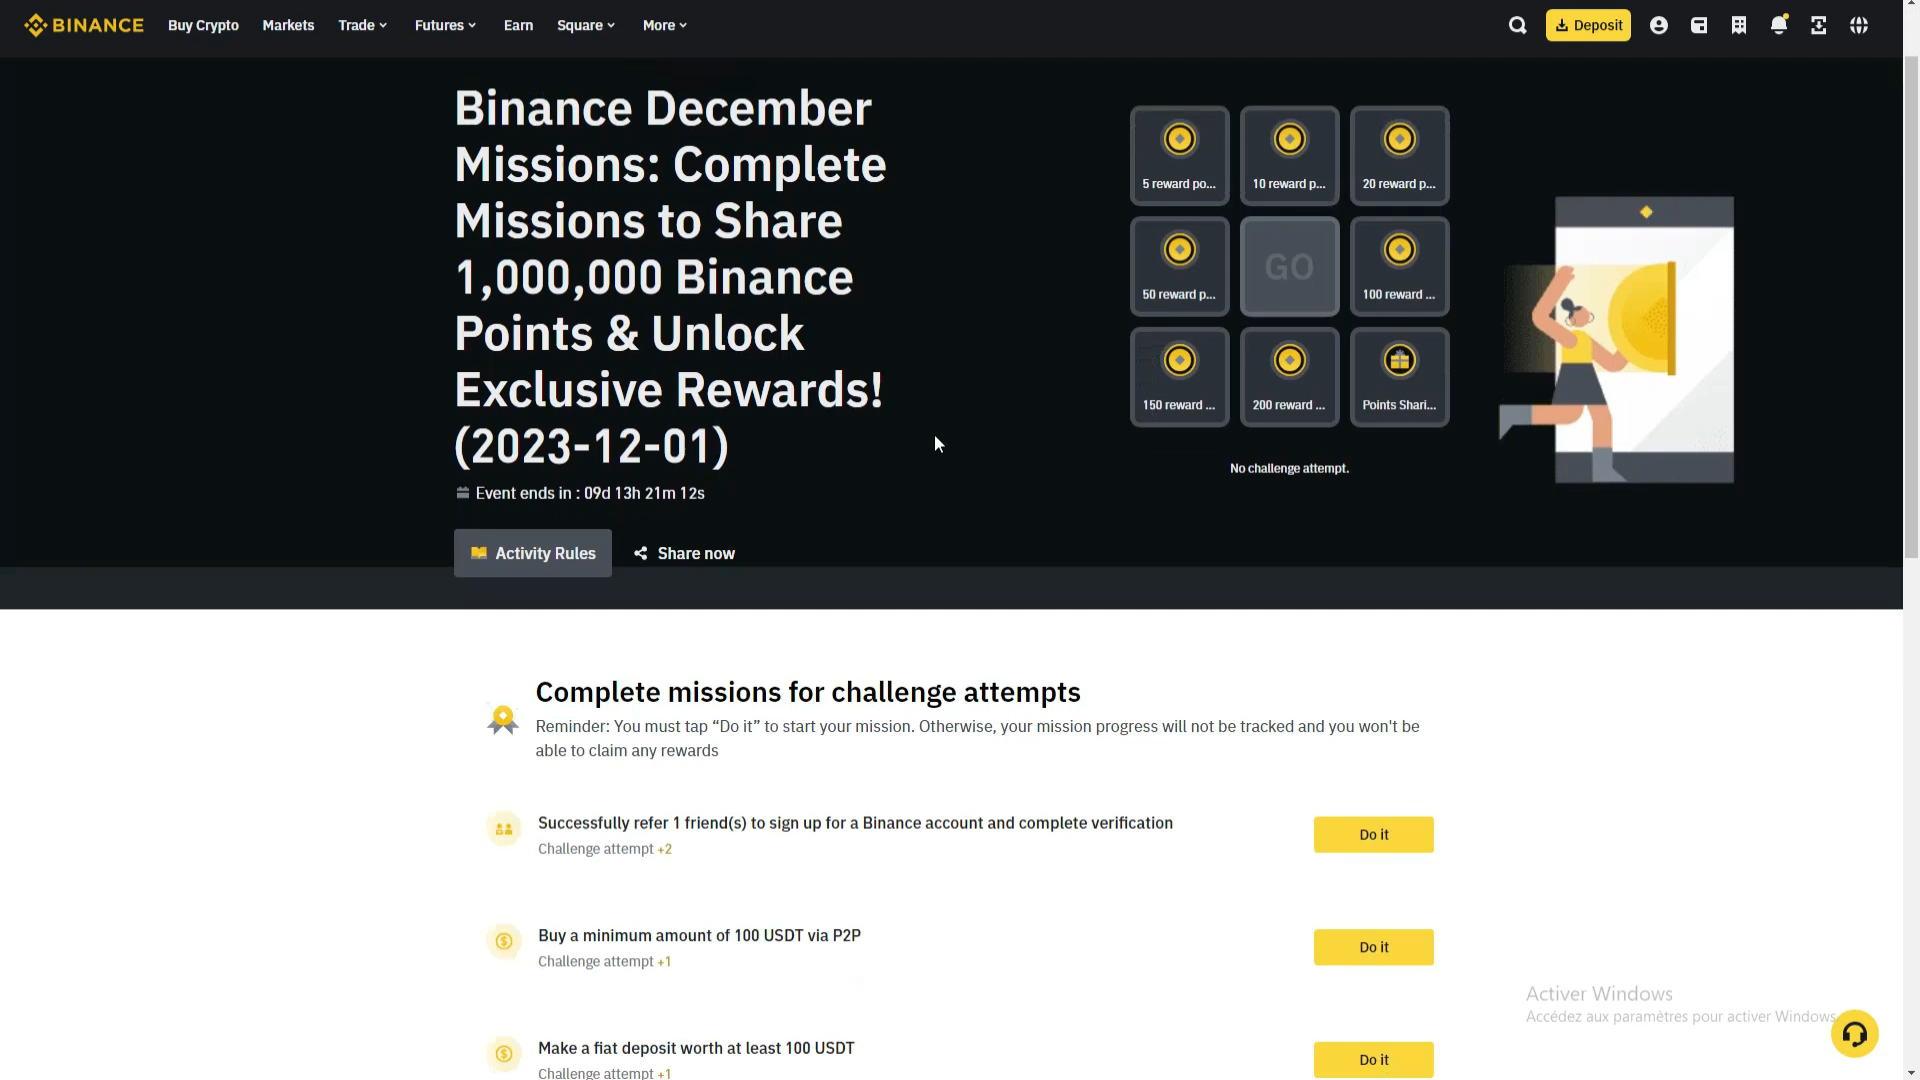 BINANCE
Buy Crypto
Markets
Trade
Futures
Earn
Square
More
Deposit
Binance December
Missions: Complete
Missions to Share
1,000,000 Binance
Points & Unlock
Exclusive Rewards!
(2023-12-01)
Event ends in : 09d 13h 21m 12s
Activity Rules
Share now
5 reward po...
10 reward p...
20 reward p...
50 reward p...
GO
100 reward ...
150 reward ...
200 reward ...
Points Shari...
No challenge attempt.
Complete missions for challenge attempts
Reminder: You must tap “Do it” to start your mission. Otherwise, your mission progress will not be tracked and you won't be
able to claim any rewards
Successfully refer 1 friend(s) to sign up for a Binance account and complete verification
Challenge attempt +2
Do it
Buy a minimum amount of 100 USDT via P2P
Challenge attempt +1
Do it
Make a fiat deposit worth at least 100 USDT
Challenge attempt +1
Do it
Activer Windows
Accédez aux paramètres pour activer Windows